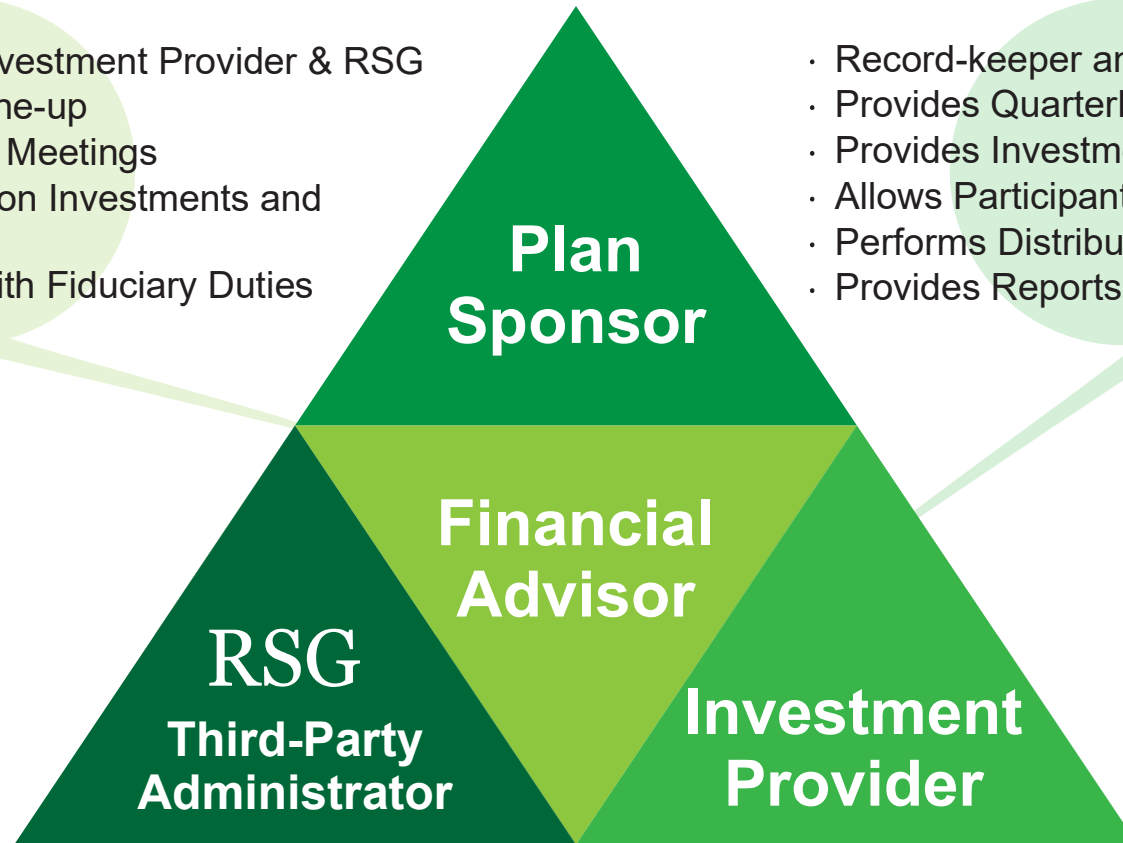 vestment Provider & RSG
ne-up
Meetings
on Investments and
ith Fiduciary Duties
· Record-keeper a
· Provides Quarterl
· Provides Investm
· Allows Participant
· Performs Distribu
· Provides Reports
Plan
Sponsor
Financial
Advisor
RSG
Third-Party
Administrator
Investment
Provider